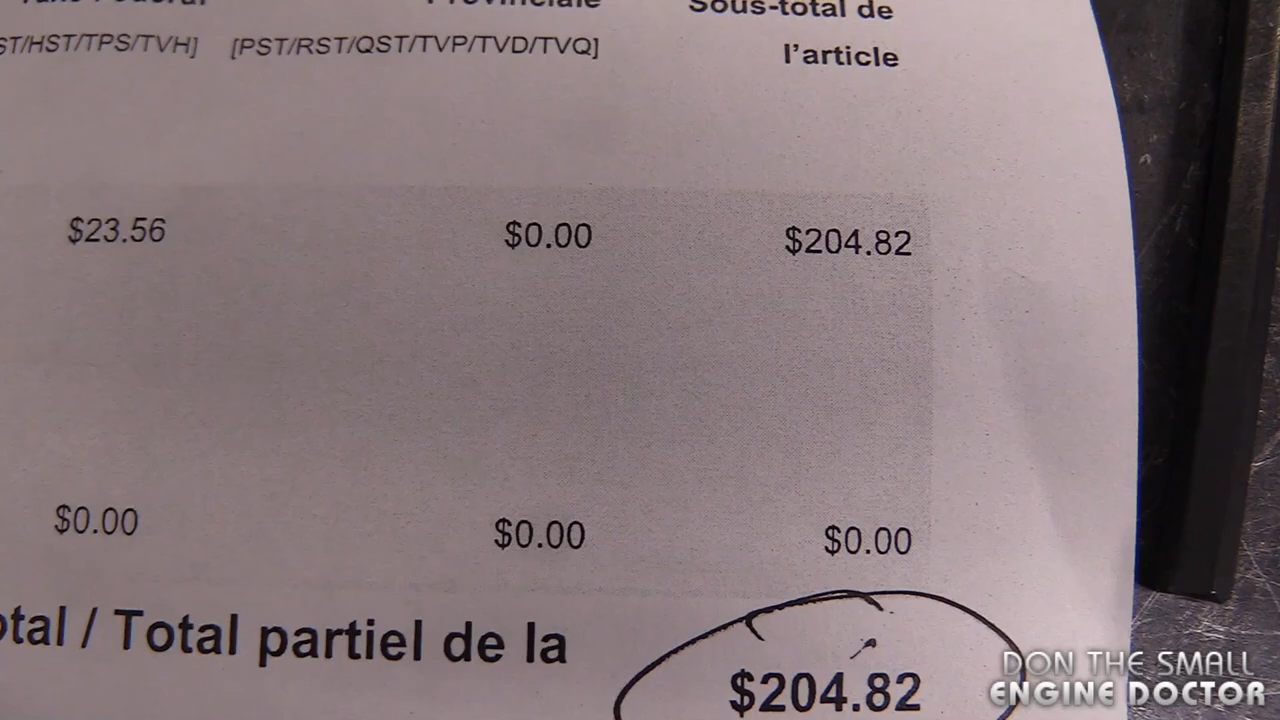 Sous-total de
ST/HST/TPS/TVH] [PST/RST/QST/TVP/TVD/TVQ] l'article
$23.56 $0.00 $204.82
$0.00 $0.00 $0.00
otal / Total partiel de la
$204.82
DON THE SMALL
ENGINE DOCTOR